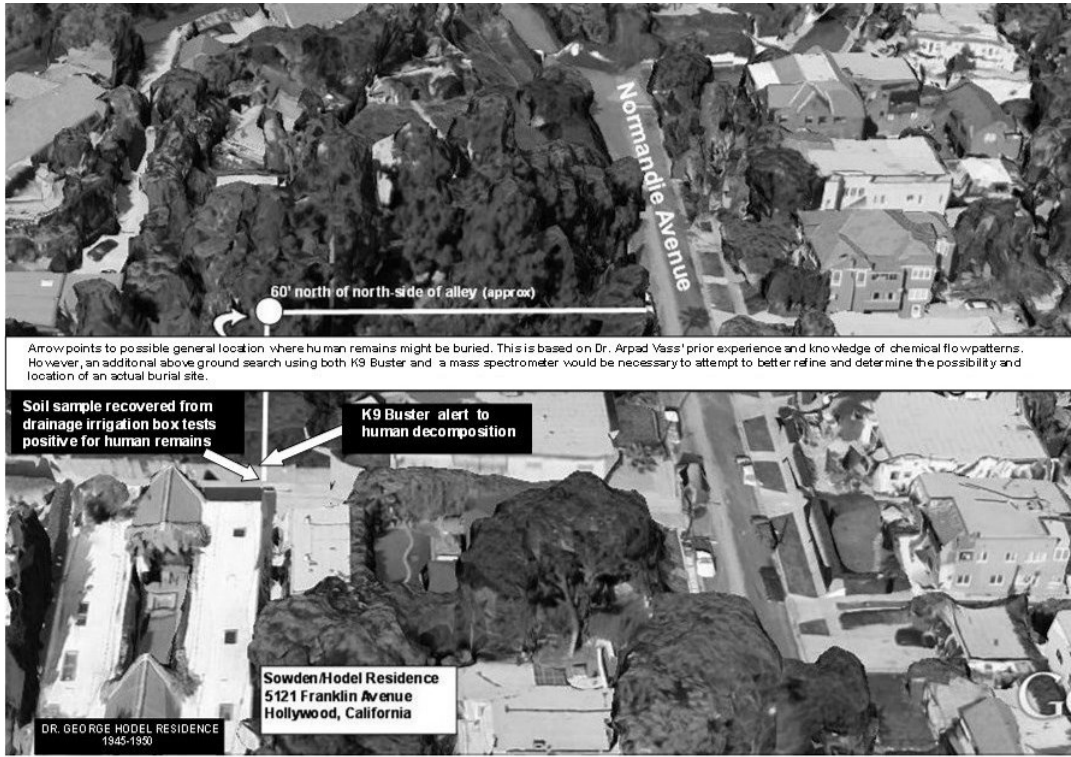 Normandie Avenue
60' north of north-side of alley (approx)
Arrow points to possible general location where human remains might be buried. This is based on Dr. Arpad Vass' prior experience and knowledge of chemical flow patterns.
However, an additonal above ground search using both K9 Buster and a mass spectrometer would be necessary to attempt to better refine and determine the possibility and
location of an actual burial site.
Soil sample recovered from
drainage irrigation box tests
positive for human remains
K9 Buster alert to
human decomposition
Sowden/Hodel Residence
5121 Franklin Avenue
Hollywood, California
DR. GEORGE HODEL RESIDENCE
1945-1950